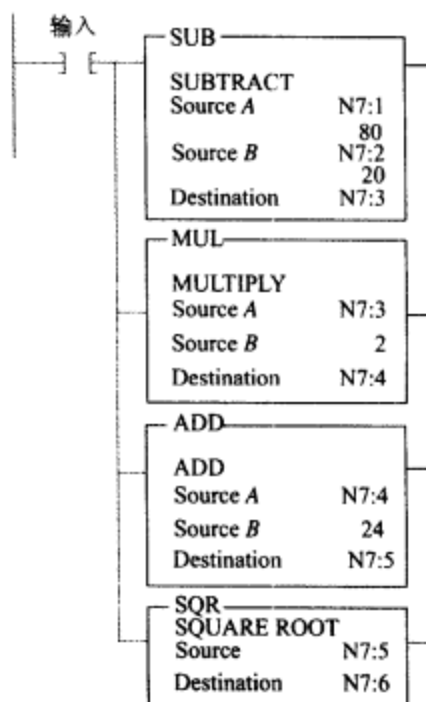 输入
SUB
SUBTRACT
Source A N7:1
80
Source B N7:2
20
Destination N7:3
MUL
MULTIPLY
Source A N7:3
Source B 2
Destination N7:4
ADD
ADD
Source A N7:4
Source B 24
Destination N7:5
SQR
SQUARE ROOT
Source N7:5
Destination N7:6